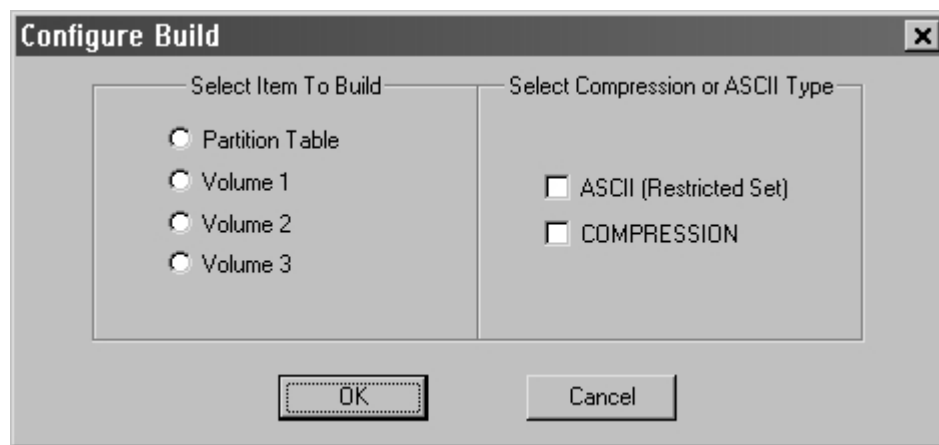 Configure Build
Select Item To Build
Partition Table
Volume 1
Volume 2
Volume 3
Select Compression or ASCII Type
ASCII (Restricted Set)
COMPRESSION
OK
Cancel